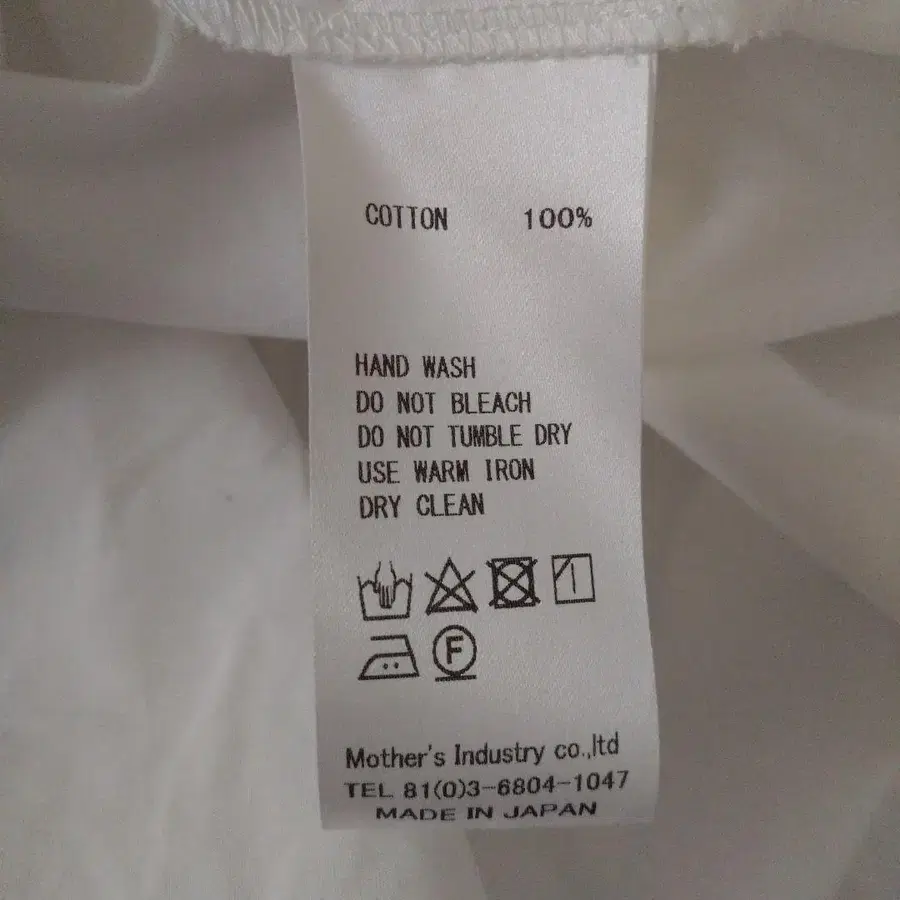 COTTON 100%
HAND WASH
DO NOT BLEACH
DO NOT TUMBLE DRY
USE WARM IRON
DRY CLEAN
F
Mother's Industry co.,ltd
TEL 81(0)3-6804-1047
MADE IN JAPAN